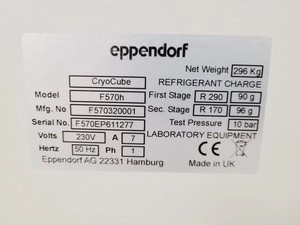 eppendorf
Net Weight 296 Kg
CryoCube
REFRIGERANT CHARGE
Model F570h
First Stage R 290 90 g
Mfg. No F570320001
Sec. Stage R 170 96 g
Serial No. F570EP611277
Test Pressure 10 bar
Volts 230V A 7
LABORATORY EQUIPMENT
Hertz 50 Hz Ph 1
CE
Eppendorf AG 22331 Hamburg
Made in UK